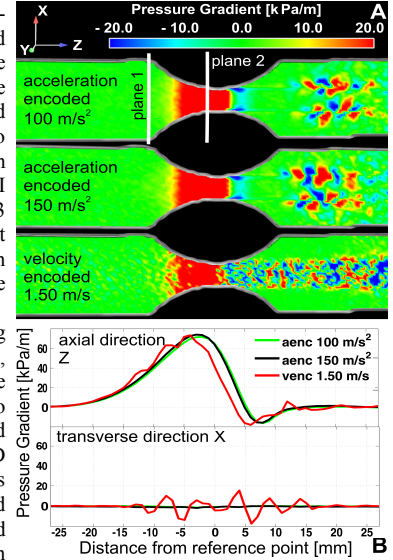 Pressure Gradient [kPa/m]
A
-20.0 -10.0 0.0 10.0 20.0
X
Y
Z
acceleration
encoded
100 m/s²
plane 1
plane 2
acceleration
encoded
150 m/s²
velocity
encoded
1.50 m/s
Pressure Gradient [kPa/m]
axial direction
Z
aenc 100 m/s²
aenc 150 m/s²
venc 1.50 m/s
60
40
20
0
transverse direction X
60
40
20
0
-25 -20 -15 -10 -5 0 5 10 15 20 25
Distance from reference point [mm]
B